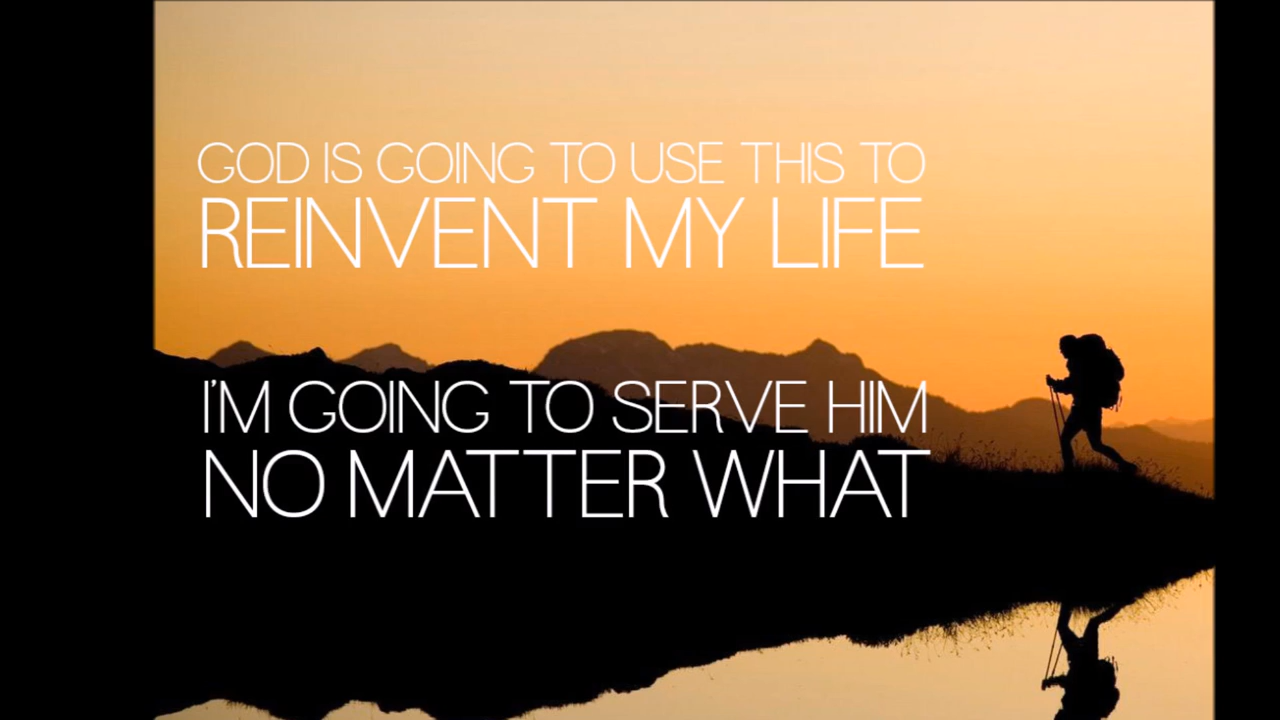 GOD IS GOING TO USE THIS TO
REINVENT MY LIFE
I'M GOING TO SERVE HIM
NO MATTER WHAT